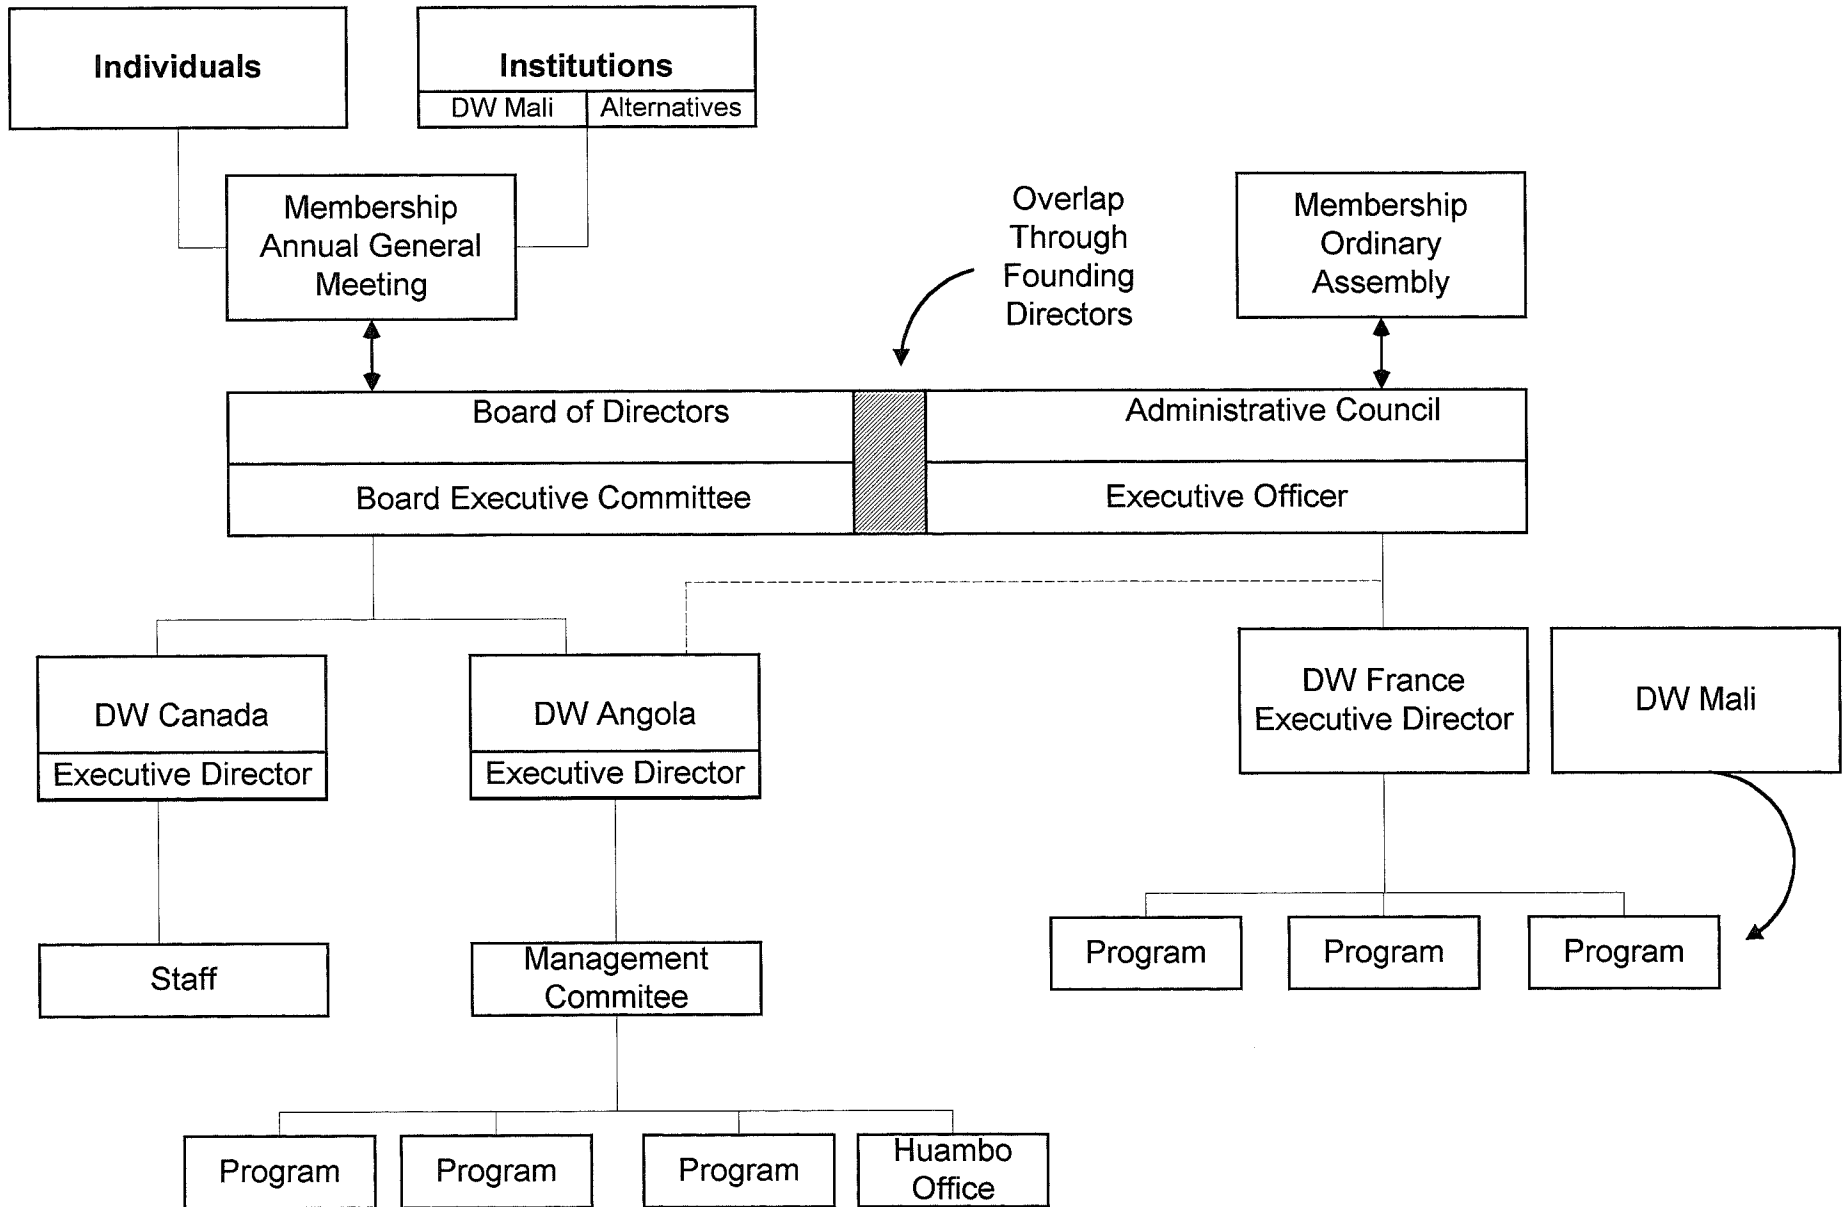 Individuals
Institutions
DW Mali
Alternatives
Membership
Annual General
Meeting
Overlap
Through
Founding
Directors
Membership
Ordinary
Assembly
Board of Directors
Administrative Council
Board Executive Committee
Executive Officer
DW Canada
Executive Director
DW Angola
Executive Director
DW France
Executive Director
DW Mali
Staff
Management
Commitee
Program
Program
Program
Program
Program
Program
Huambo
Office